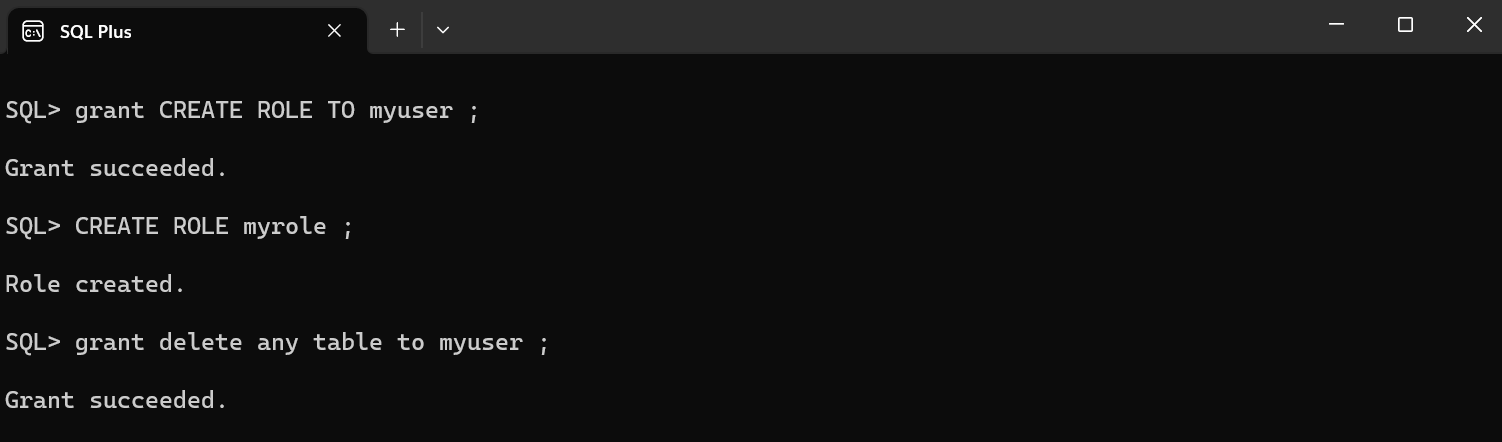 SQL Plus
SQL> grant CREATE ROLE TO myuser ;
Grant succeeded.
SQL> CREATE ROLE myrole ;
Role created.
SQL> grant delete any table to myuser ;
Grant succeeded.